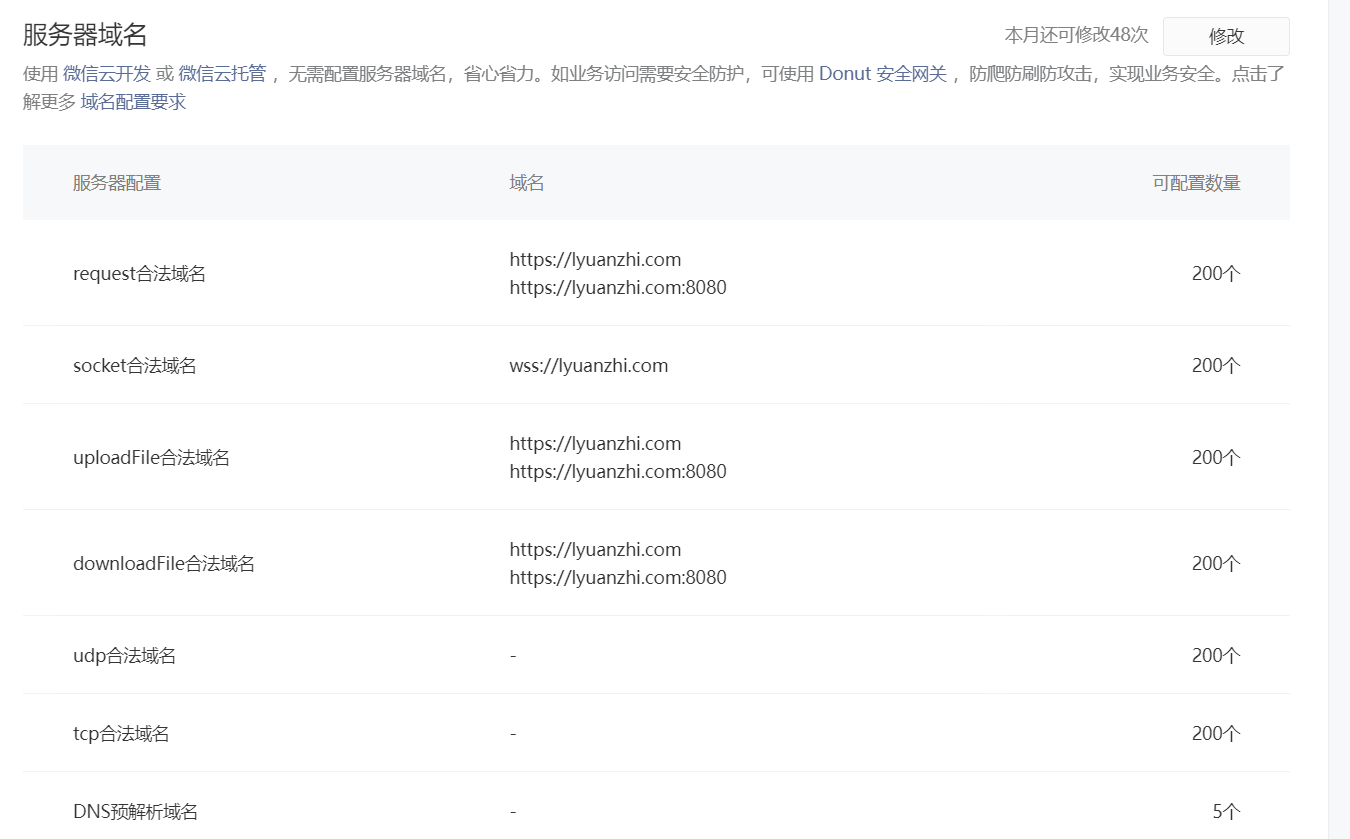 服务器域名
本月还可修改48次
修改
使用 微信云开发 或 微信云托管 ，无需配置服务器域名，省心省力。如业务访问需要安全防护，可使用 Donut 安全网关 ，防爬防刷防攻击，实现业务安全。点击了
解更多 域名配置要求
服务器配置 域名 可配置数量
request合法域名 https://lyuanzhi.com 200个
https://lyuanzhi.com:8080
socket合法域名 wss://lyuanzhi.com 200个
uploadFile合法域名 https://lyuanzhi.com 200个
https://lyuanzhi.com:8080
downloadFile合法域名 https://lyuanzhi.com 200个
https://lyuanzhi.com:8080
udp合法域名 - 200个
tcp合法域名 - 200个
DNS预解析域名 - 5个